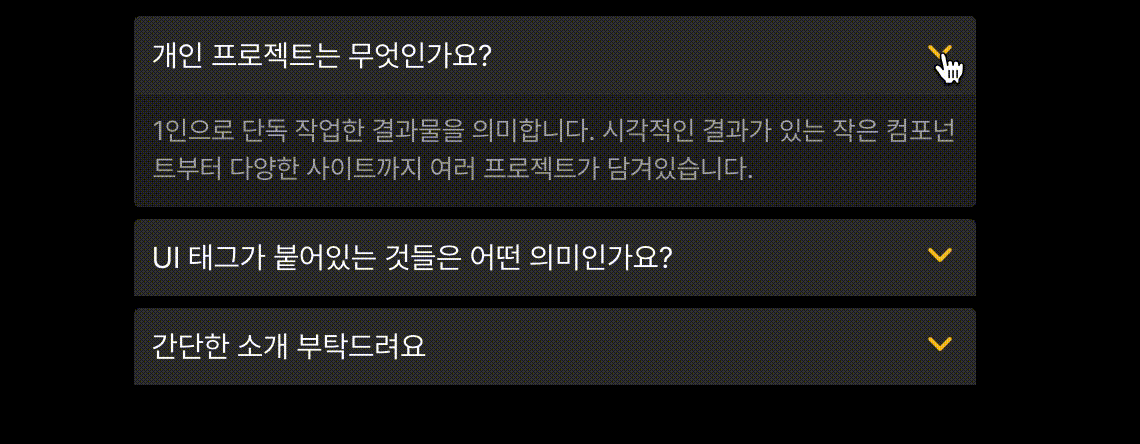 개인 프로젝트는 무엇인가요?
1인으로 단독 작업한 결과물을 의미합니다. 시각적인 결과가 있는 작은 컴포넌
트부터 다양한 사이트까지 여러 프로젝트가 담겨있습니다.
UI 태그가 붙어있는 것들은 어떤 의미인가요?
간단한 소개 부탁드려요